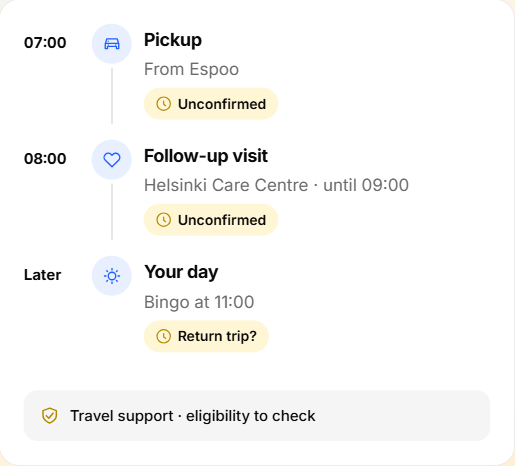 07:00
Pickup
From Espoo
Unconfirmed
08:00
Follow-up visit
Helsinki Care Centre · until 09:00
Unconfirmed
Later
Your day
Bingo at 11:00
Return trip?
Travel support · eligibility to check